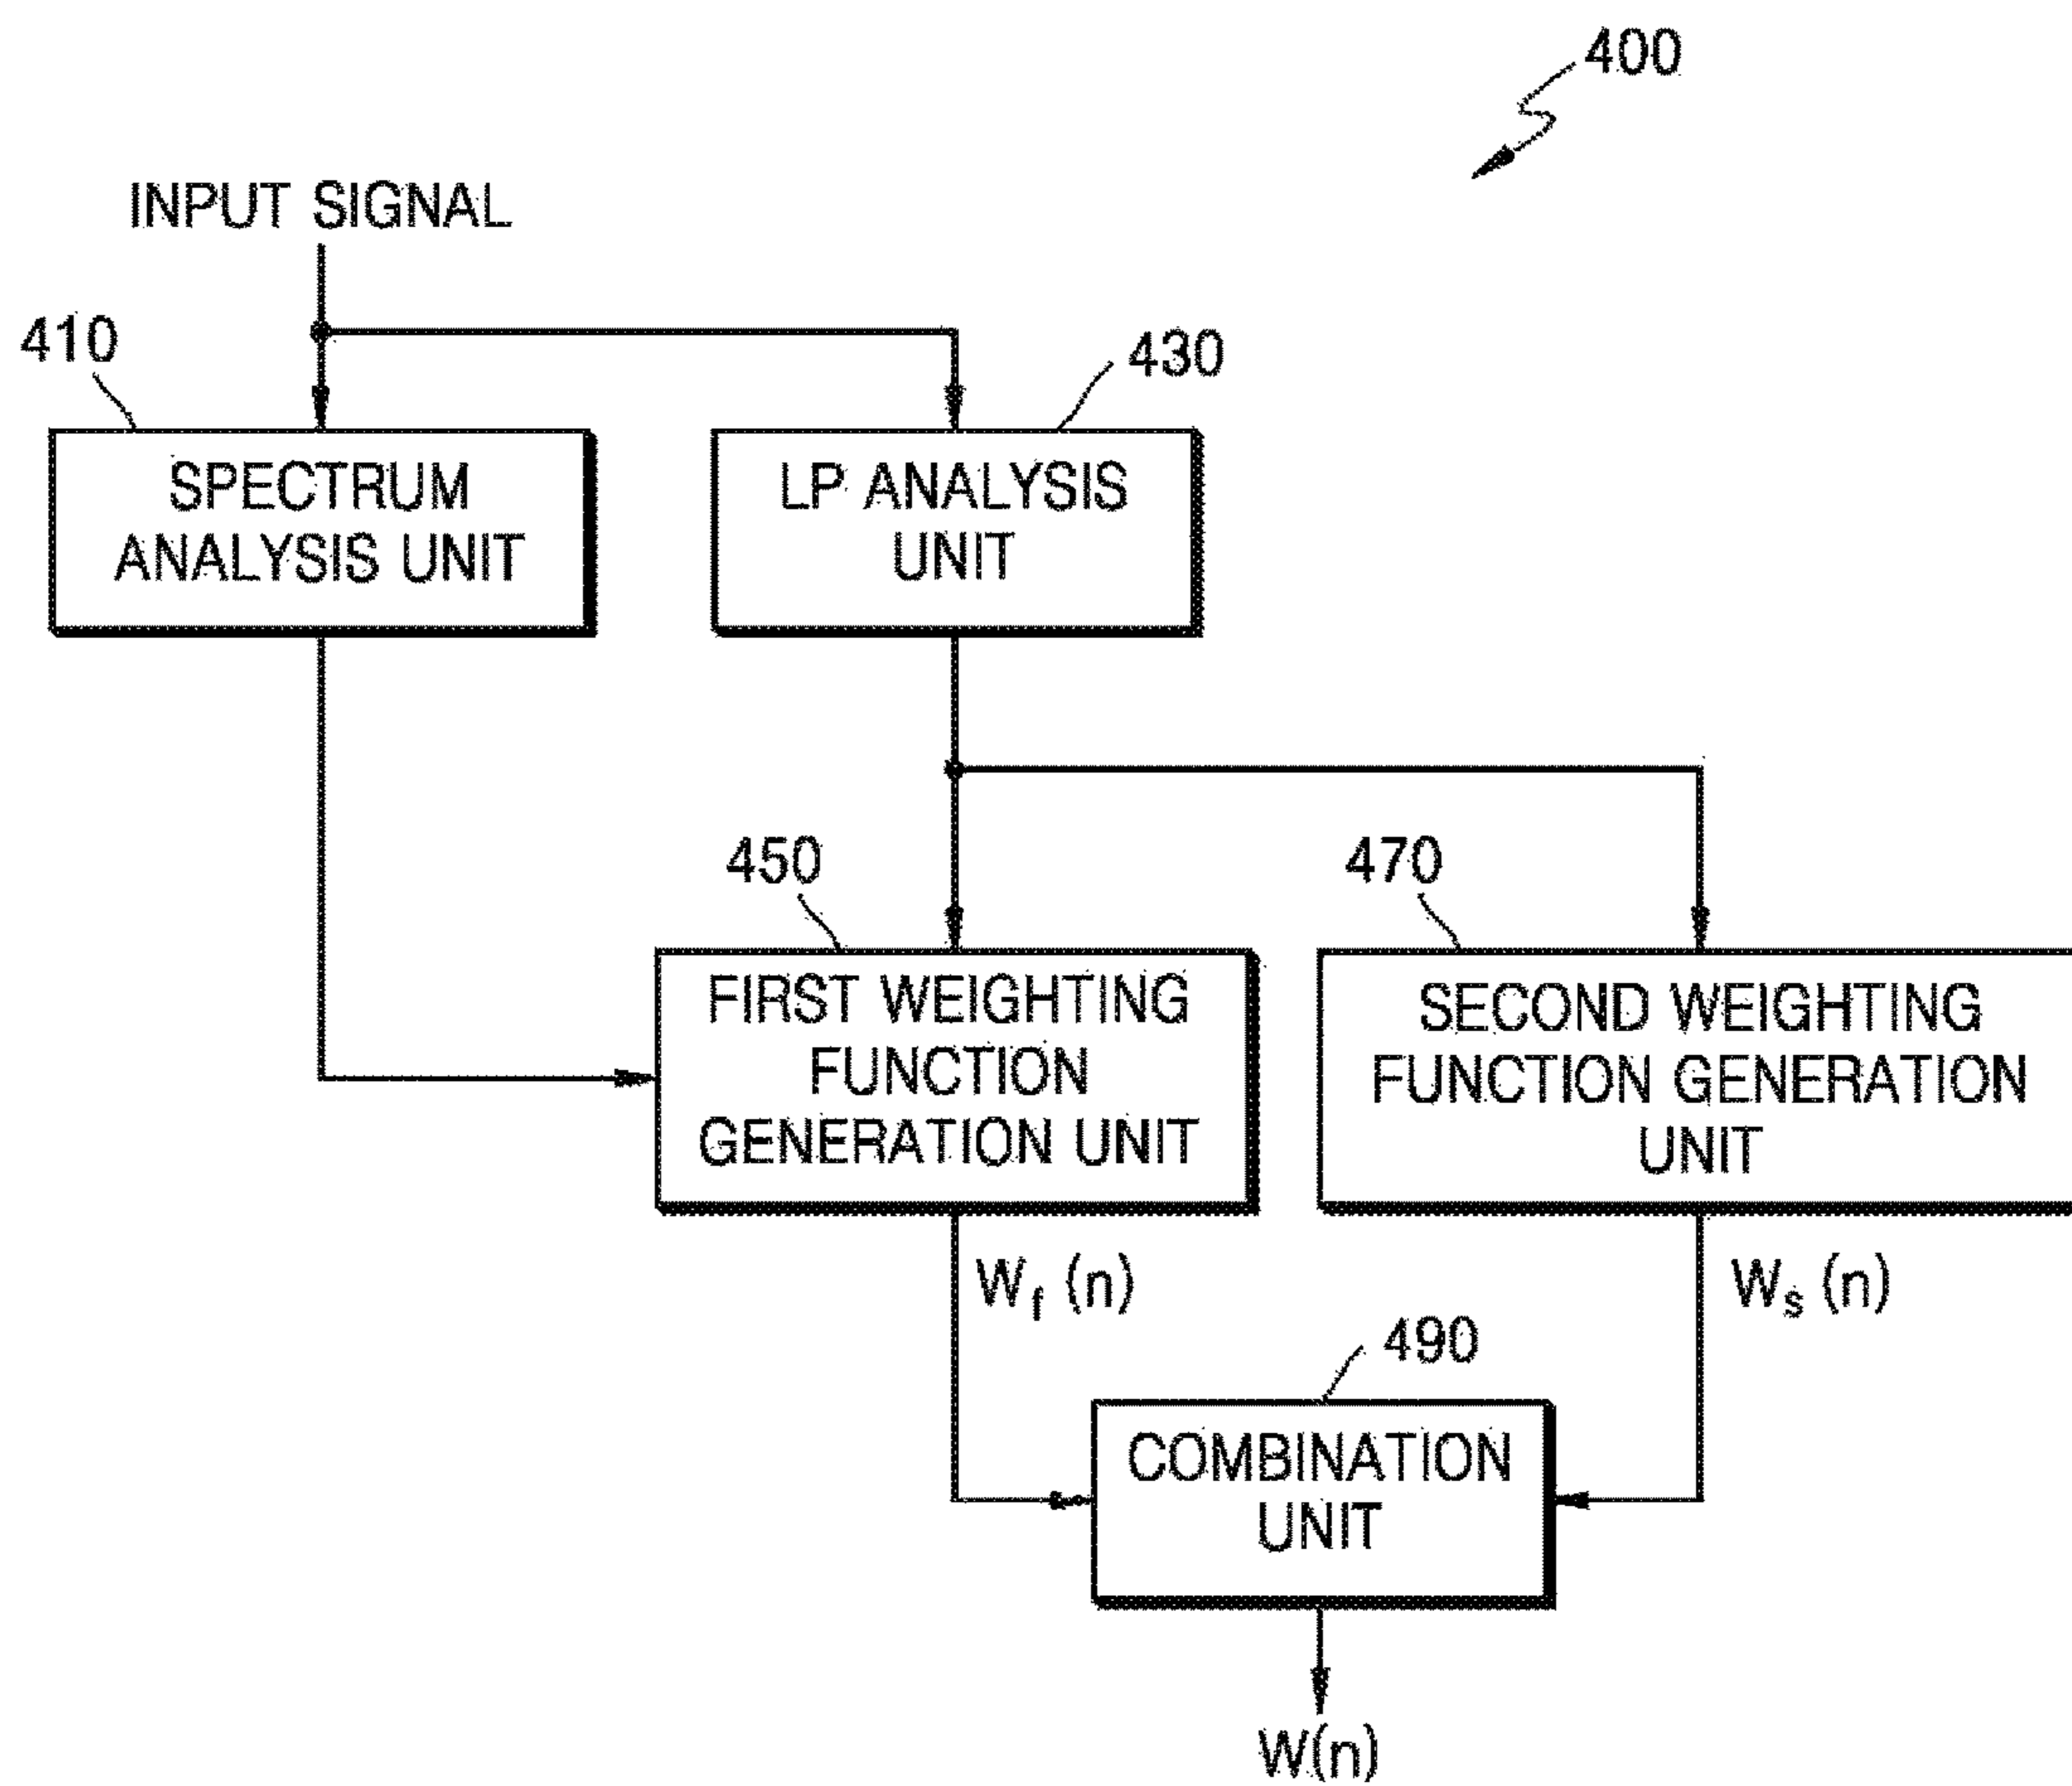 400
INPUT SIGNAL
410
430
SPECTRUM
ANALYSIS UNIT
LP ANALYSIS
UNIT
450
470
FIRST WEIGHTING
FUNCTION
GENERATION UNIT
SECOND WEIGHTING
FUNCTION GENERATION
UNIT
Wf (n)
Ws (n)
490
COMBINATION
UNIT
W(n)